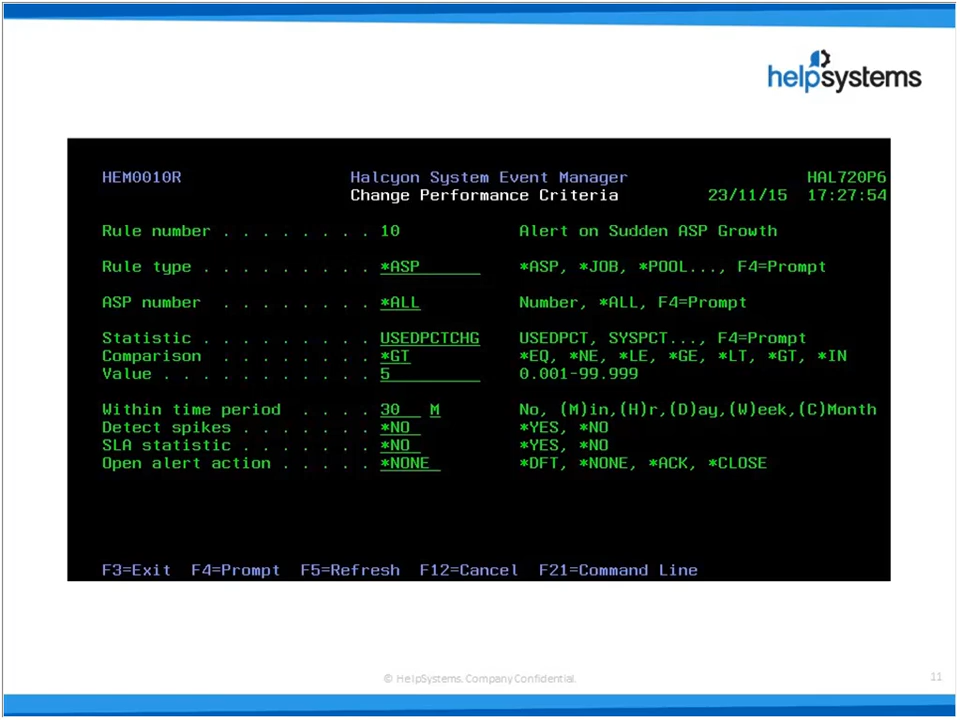 helpsystems
HEM0010R Halcyon System Event Manager HAL720P6
Change Performance Criteria 23/11/15 17:27:54
Rule number . . . . . . . . 10 Alert on Sudden ASP Growth
Rule type . . . . . . . . . *ASP *ASP, *JOB, *POOL..., F4=Prompt
ASP number . . . . . . . . *ALL Number, *ALL, F4=Prompt
Statistic . . . . . . . . . USEDPCTCHG USEDPCT, SYSPCT..., F4=Prompt
Comparison . . . . . . . . *GT *EQ, *NE, *LE, *GE, *LT, *GT, *IN
Value . . . . . . . . . . . 5 0.001-99.999
Within time period . . . . 30 M No, (M)in,(H)r,(D)ay,(W)eek,(C)Month
Detect spikes . . . . . . . *NO *YES, *NO
SLA statistic . . . . . . . *NO *YES, *NO
Open alert action . . . . . *NONE *DFT, *NONE, *ACK, *CLOSE
F3=Exit F4=Prompt F5=Refresh F12=Cancel F21=Command Line
© HelpSystems. Company Confidential. 11